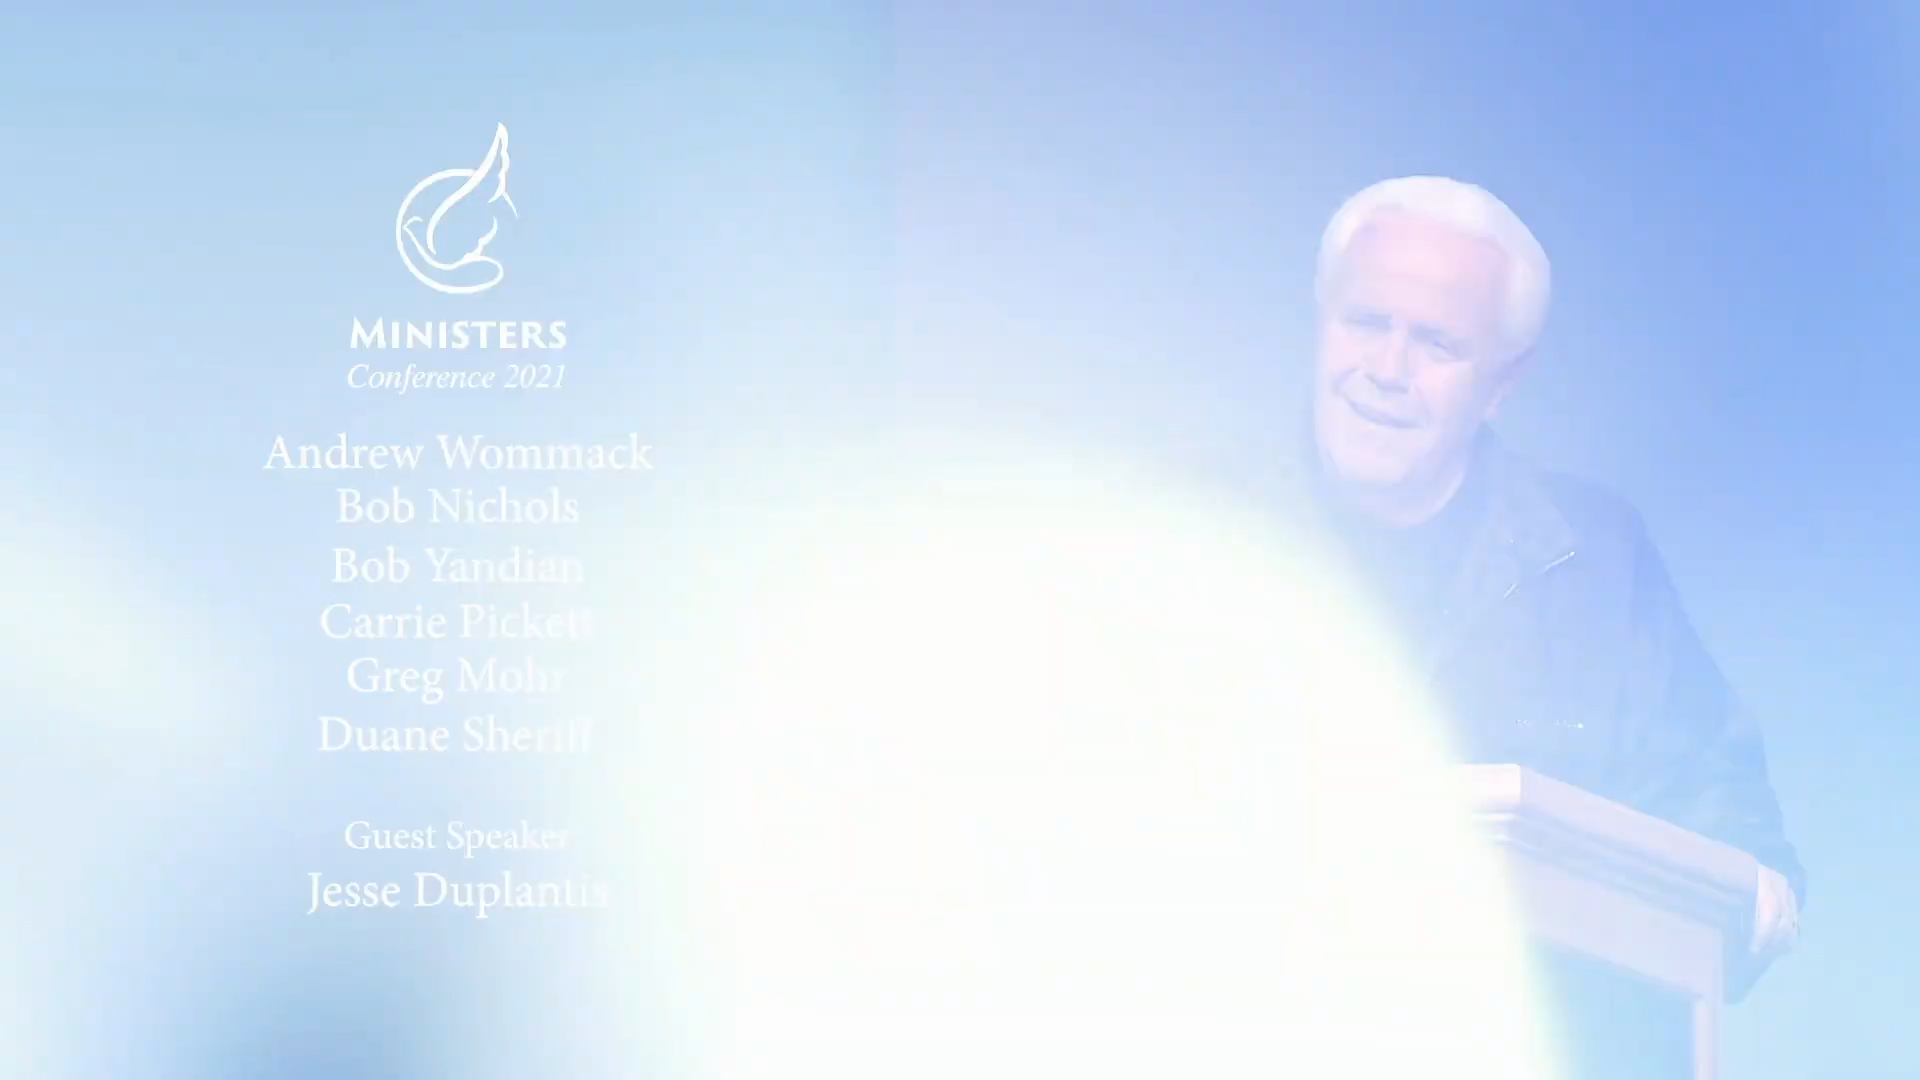 MINISTERS
Conference 2021
Andrew Wommack
Bob Nichols
Bob Yandian
Carrie Pickett
Greg Mohr
Duane Sheriff
Guest Speaker
Jesse Duplantis